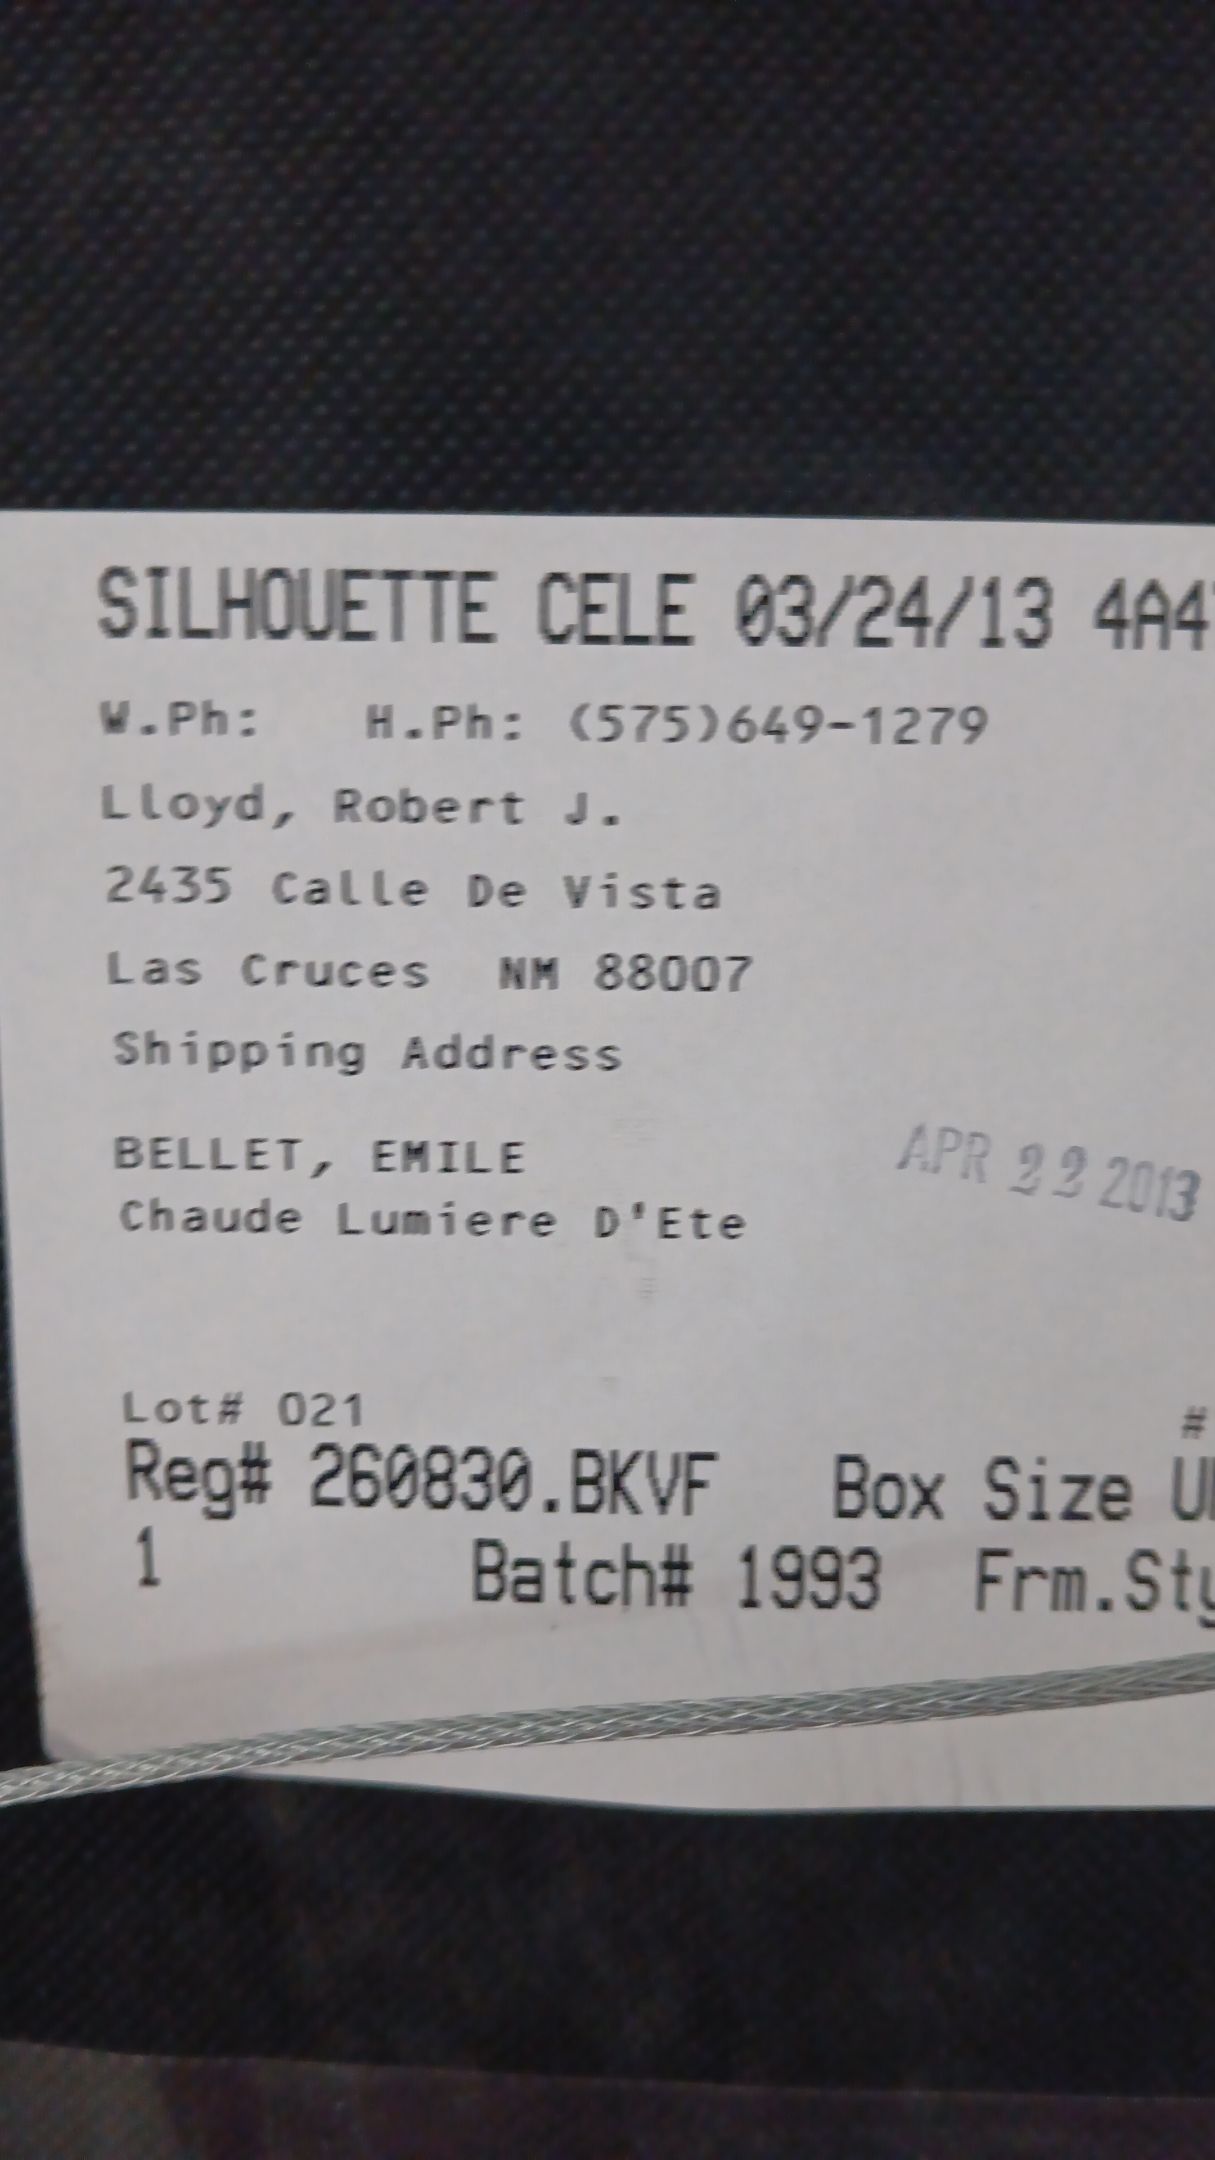 SILHOUETTE CELE 03/24/13 4A4
W.Ph: H.Ph: (575)649-1279
Lloyd, Robert J.
2435 Calle De Vista
Las Cruces NM 88007
Shipping Address
BELLET, EMILE
Chaude Lumiere D'Ete
APR 22 2013
Lot# 021 #
Reg# 260830.BKVF Box Size
1 Batch# 1993 Frm.Sty